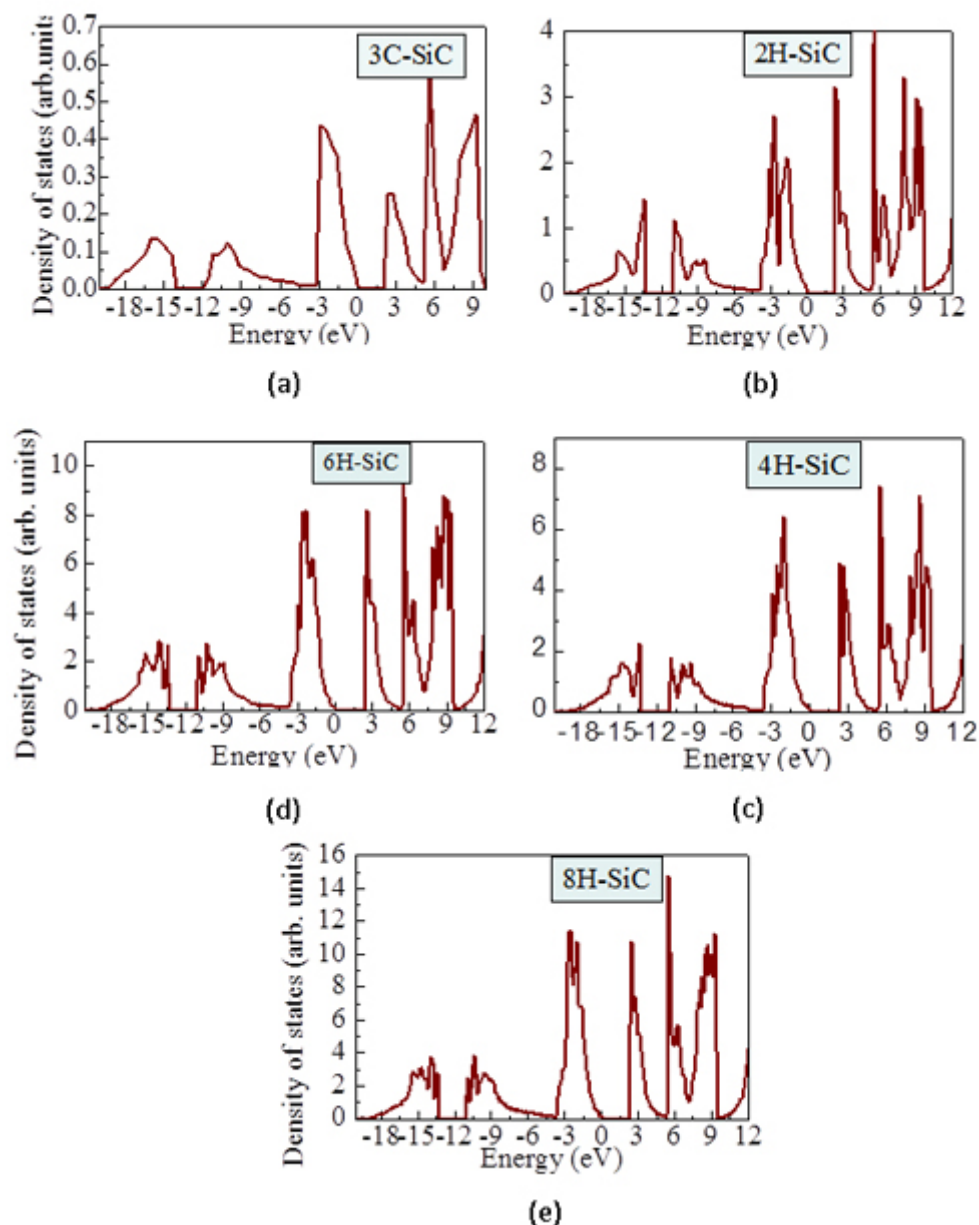 Density of states (arb.units)
0.7
0.6
0.5
0.4
0.3
0.2
0.1
0.0
3C-SiC
-18 -15 -12 -9 -6 -3 0 3 6 9
Energy (eV)
(a)
4
3
2
1
0
2H-SiC
-18-15-12 -9 -6 -3 0 3 6 9 12
Energy (eV)
(b)
Density of states (arb. units)
10
8
6
4
2
0
6H-SiC
-18 -15 -12 -9 -6 -3 0 3 6 9 12
Energy (eV)
(d)
8
6
4
2
0
4H-SiC
-18-15-12 -9 -6 -3 0 3 6 9 12
Energy (eV)
(c)
Density of states (arb. units)
16
14
12
10
8
6
4
2
0
8H-SiC
-18-15-12 -9 -6 -3 0 3 6 9 12
Energy (eV)
(e)